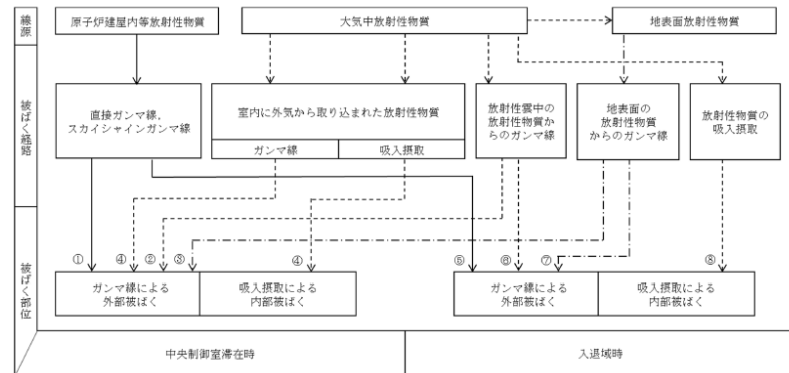 線源
原子炉建屋内等放射性物質
大気中放射性物質
地表面放射性物質
被ばく経路
直接ガンマ線,
スカイシャインガンマ線
室内に外気から取り込まれた放射性物質
ガンマ線
吸入摂取
放射性雲中の
放射性物質か
らのガンマ線
地表面の
放射性物質
からのガンマ線
放射性物質の
吸入摂取
被ばく部位
①
④
②
③
④
⑤
⑥
⑦
⑧
ガンマ線による
外部被ばく
吸入摂取による
内部被ばく
ガンマ線による
外部被ばく
吸入摂取による
内部被ばく
中央制御室滞在時
入退域時